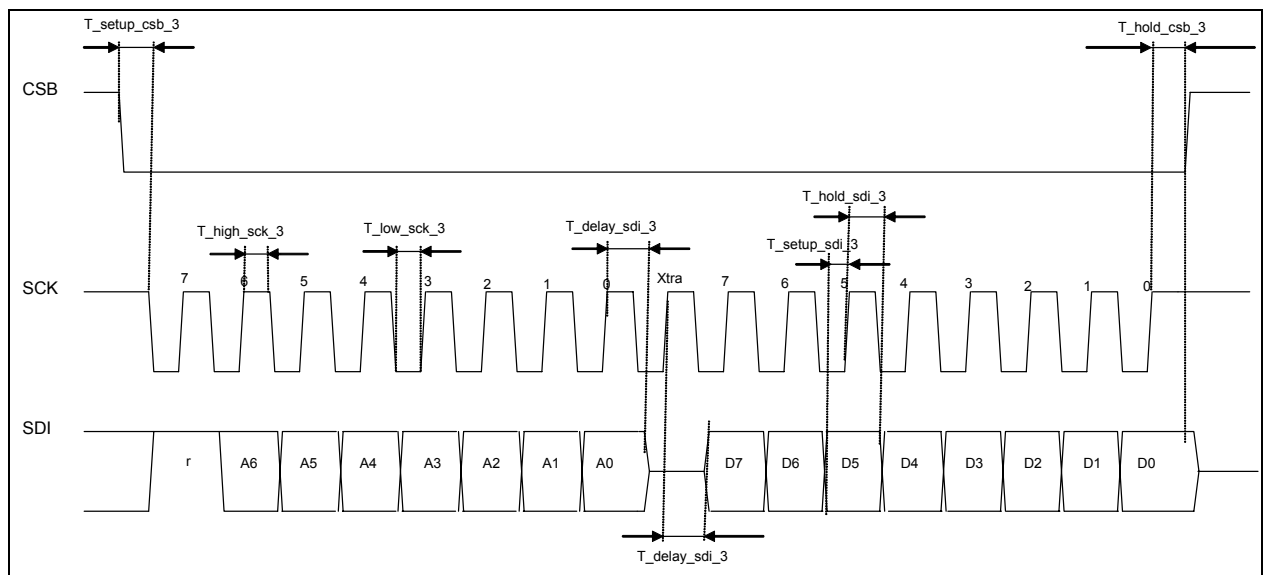 T_setup_csb_3
T_hold_csb_3
CSB
T_hold_sdi_3
T_high_sck_3
T_low_sck_3
T_delay_sdi_3
T_setup_sdi_3
SCK
7 6 5 4 3 2 1 0 Xtra 7 6 5 4 3 2 1 0
SDI
r A6 A5 A4 A3 A2 A1 A0 D7 D6 D5 D4 D3 D2 D1 D0
T_delay_sdi_3